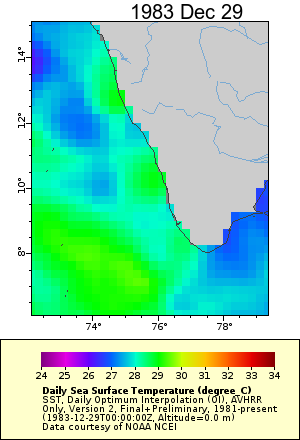 1983 Dec 29
14°
12°
10°
8°
74° 76° 78°
24 25 26 27 28 29 30 31 32 33 34
Daily Sea Surface Temperature (degree_C)
SST, Daily Optimum Interpolation (OI), AVHRR
Only, Version 2, Final+Preliminary, 1981-present
(1983-12-29T00:00:00Z, Altitude=0.0 m)
Data courtesy of NOAA NCEI